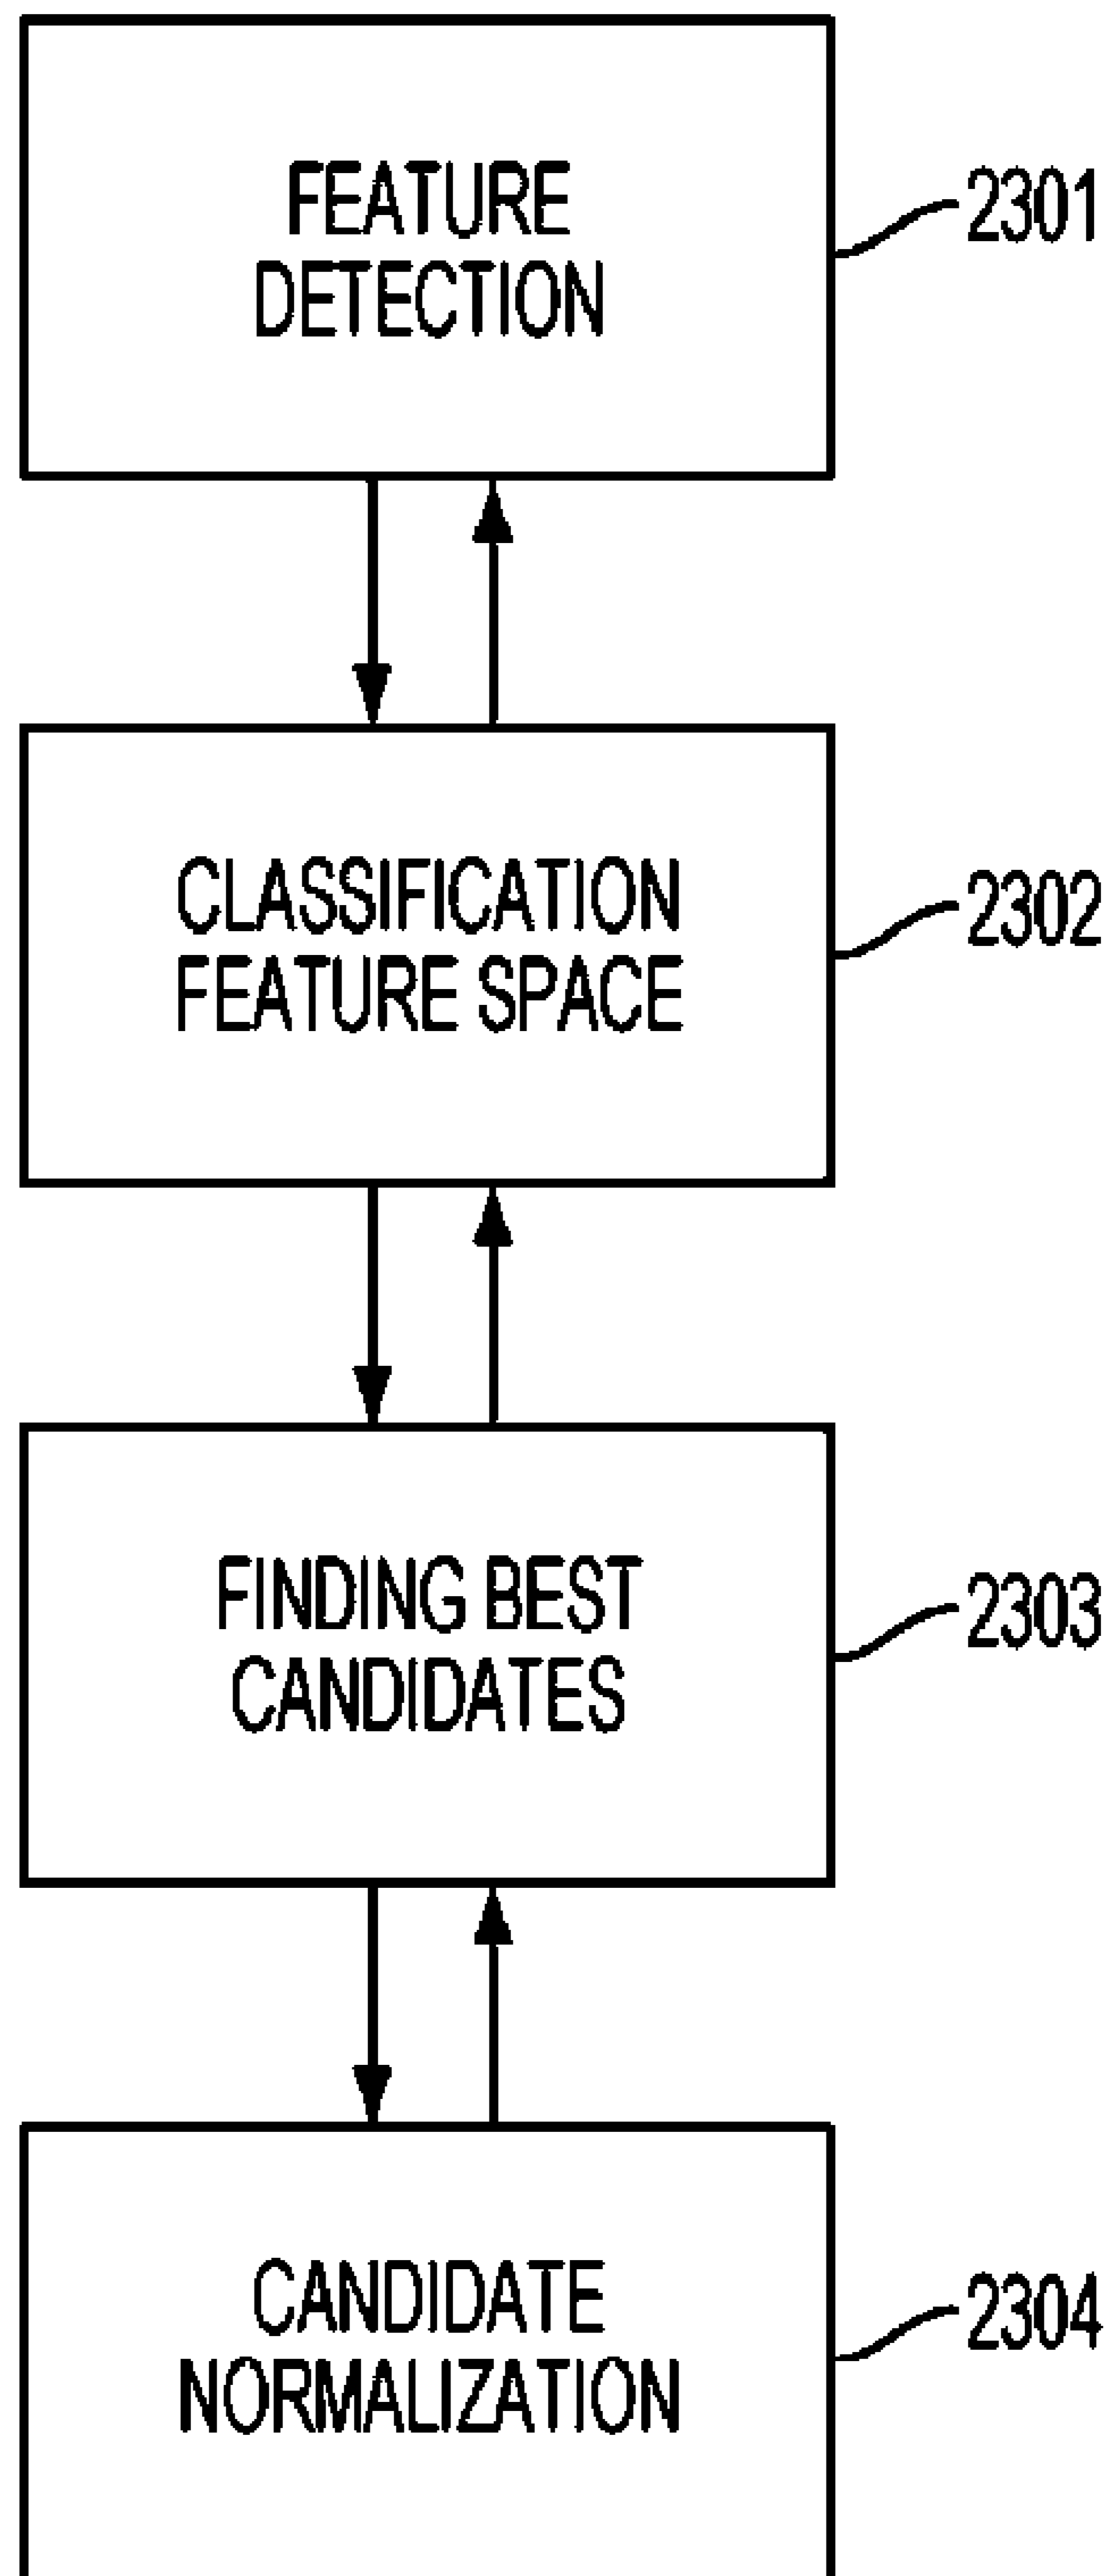 FEATURE
DETECTION
2301
CLASSIFICATION
FEATURE SPACE
2302
FINDING BEST
CANDIDATES
2303
CANDIDATE
NORMALIZATION
2304